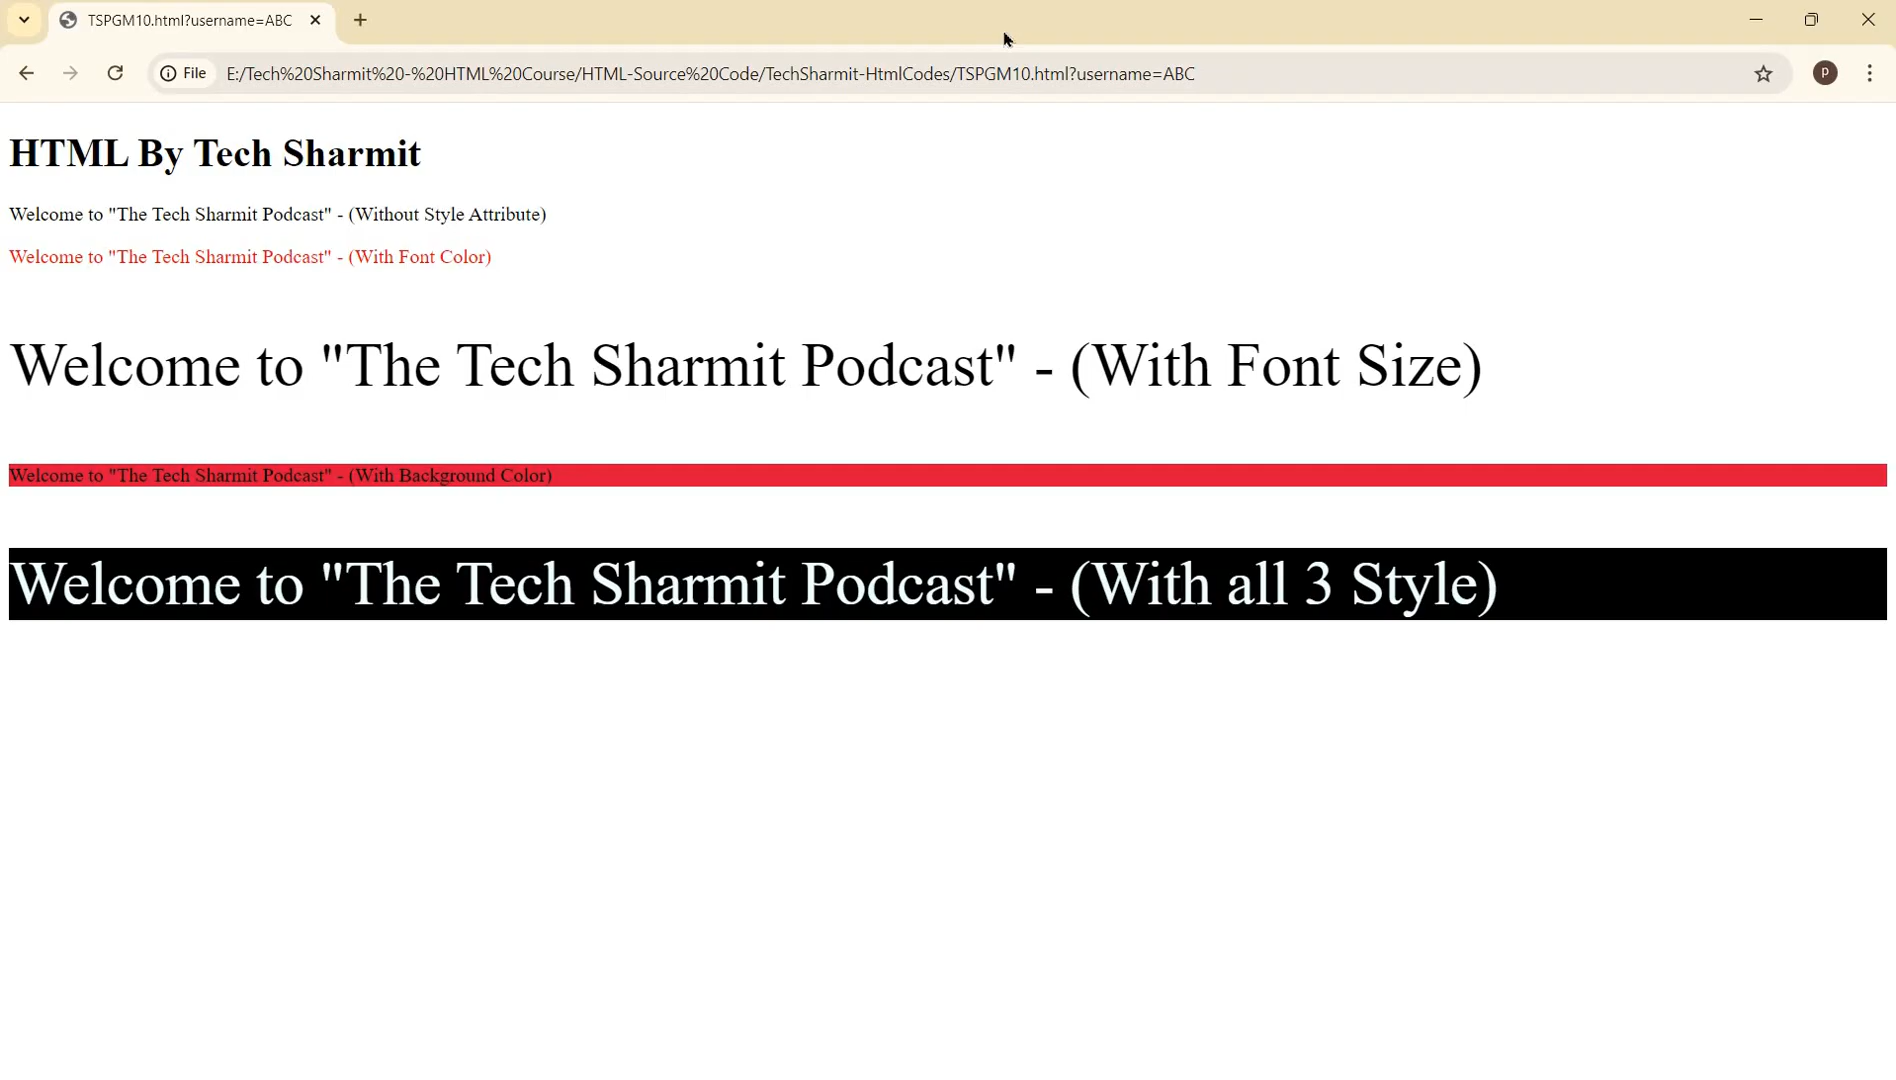 TSPGM10.html?username=ABC
File
E:/Tech%20Sharmit%20-%20HTML%20Course/HTML-Source%20Code/TechSharmit-HtmlCodes/TSPGM10.html?username=ABC
P
HTML By Tech Sharmit
Welcome to "The Tech Sharmit Podcast" - (Without Style Attribute)
Welcome to "The Tech Sharmit Podcast" - (With Font Color)
Welcome to "The Tech Sharmit Podcast" - (With Font Size)
Welcome to "The Tech Sharmit Podcast" - (With Background Color)
Welcome to "The Tech Sharmit Podcast" - (With all 3 Style)